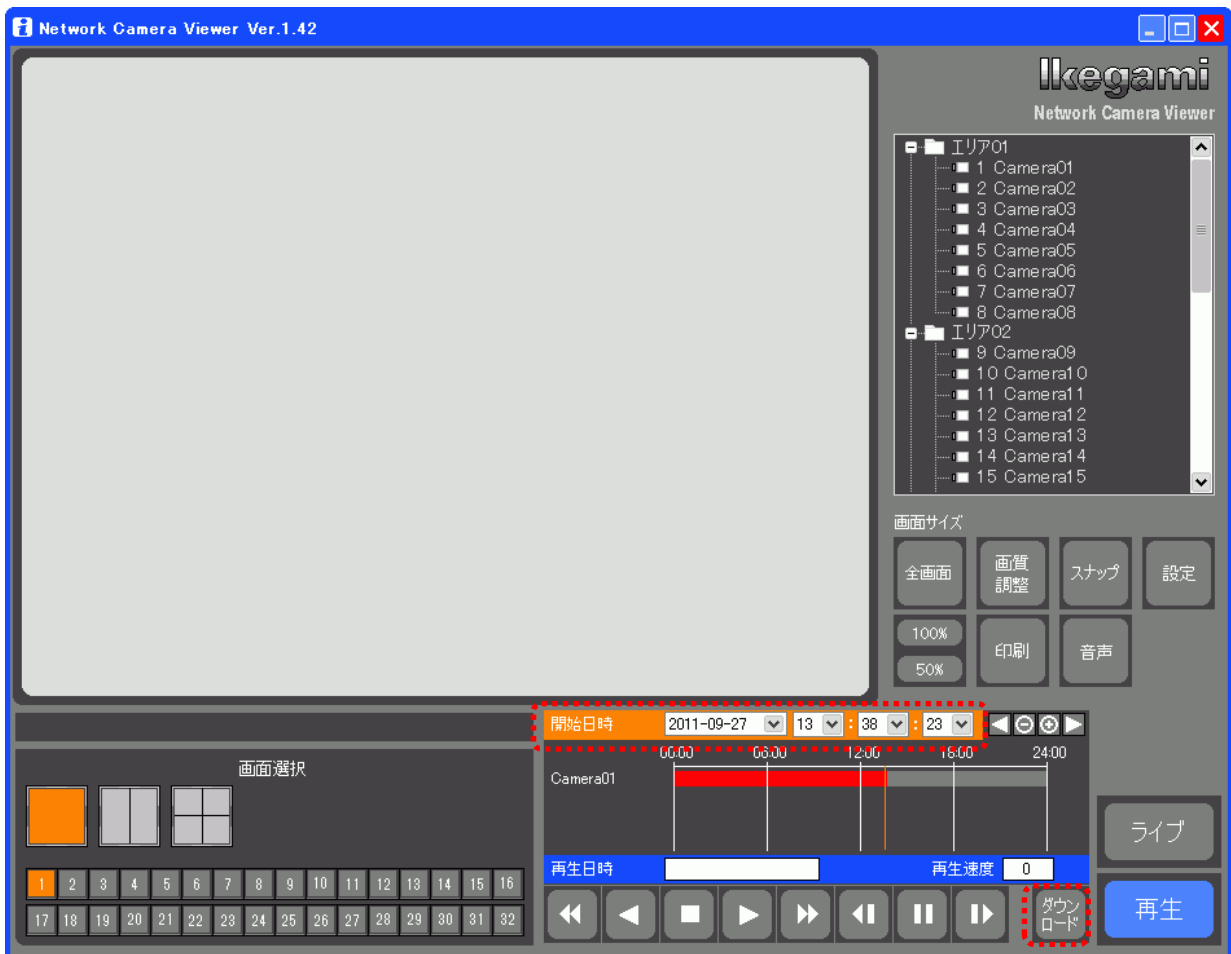 Network Camera Viewer Ver.1.42
Ikegami
Network Camera Viewer
エリア01
1 Camera01
2 Camera02
3 Camera03
4 Camera04
5 Camera05
6 Camera06
7 Camera07
8 Camera08
エリア02
9 Camera09
10 Camera10
11 Camera11
12 Camera12
13 Camera13
14 Camera14
15 Camera15
画面サイズ
全画面
画質
調整
スナップ
設定
100%
50%
印刷
音声
開始日時 2011-09-27 13 : 38 : 23
00:00 06:00 12:00 18:00 24:00
Camera01
画面選択
1 2 3 4 5 6 7 8 9 10 11 12 13 14 15 16
17 18 19 20 21 22 23 24 25 26 27 28 29 30 31 32
再生日時 再生速度 0
ダウン
ロード
ライブ
再生